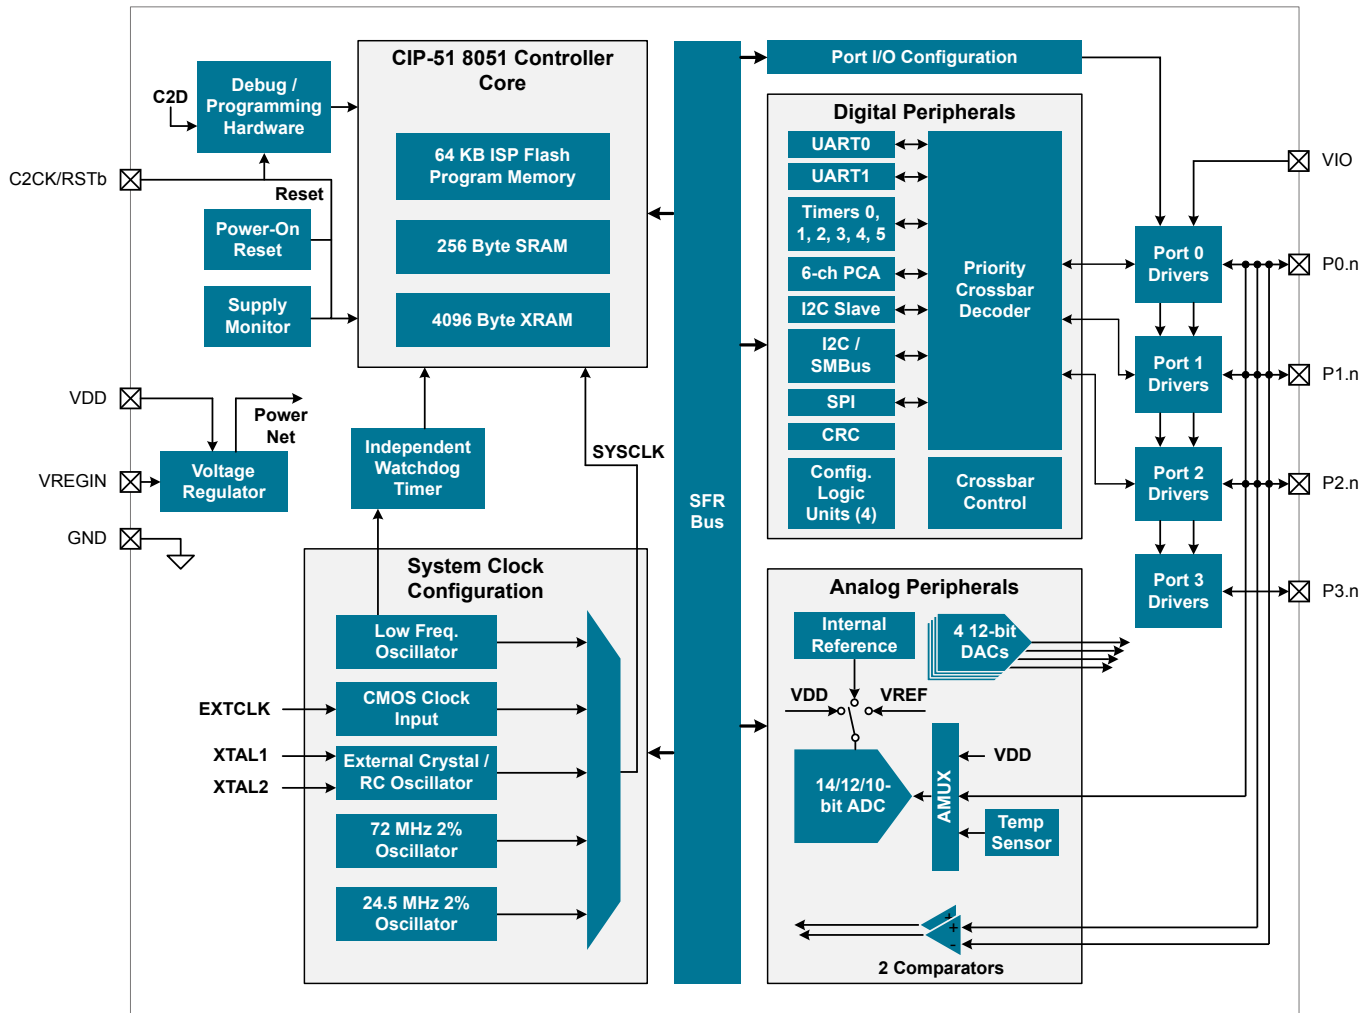 CIP-51 8051 Controller
Core
Debug /
Programming
Hardware
C2D
C2CK/RSTb
Reset
64 KB ISP Flash
Program Memory
Power-On
Reset
256 Byte SRAM
Supply
Monitor
4096 Byte XRAM
VDD
Power
Net
VREGIN
Voltage
Regulator
GND
Independent
Watchdog
Timer
SYSCLK
System Clock
Configuration
Low Freq.
Oscillator
EXTCLK
CMOS Clock
Input
XTAL1
XTAL2
External Crystal /
RC Oscillator
72 MHz 2%
Oscillator
24.5 MHz 2%
Oscillator
SFR
Bus
Port I/O Configuration
Digital Peripherals
UART0
UART1
Timers 0,
1, 2, 3, 4, 5
6-ch PCA
I2C Slave
I2C /
SMBus
SPI
CRC
Config.
Logic
Units (4)
Priority
Crossbar
Decoder
Crossbar
Control
VIO
Port 0
Drivers
P0.n
Port 1
Drivers
P1.n
Port 2
Drivers
P2.n
Port 3
Drivers
P3.n
Analog Peripherals
Internal
Reference
4 12-bit
DACs
VDD
VREF
14/12/10-
bit ADC
AMUX
VDD
Temp
Sensor
+
+
-
2 Comparators